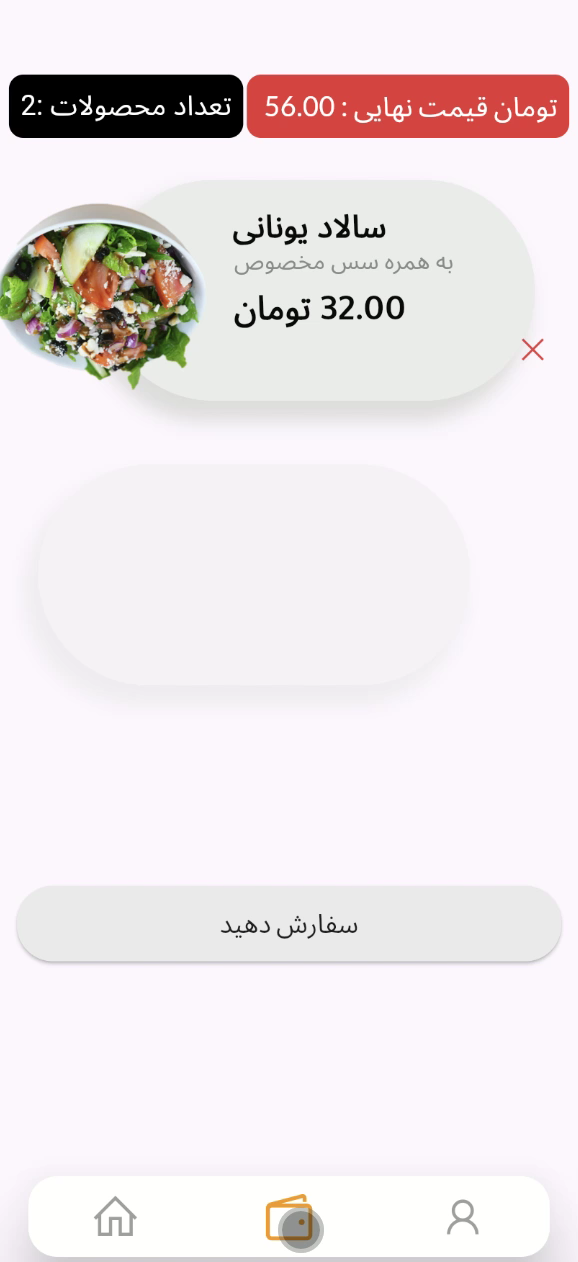 تومان قیمت نهایی : 56.00
تعداد محصولات :2
سالاد یونانی
به همره سس مخصوص
32.00 تومان
سفارش دهید